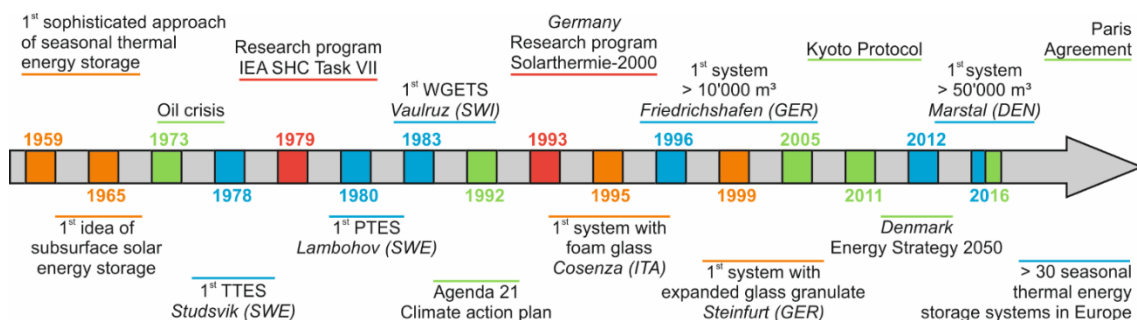 1st sophisticated approach
of seasonal thermal
energy storage
Oil crisis
Research program
IEA SHC Task VII
1st WGETS
Vaulruz (SWI)
Germany
Research program
Solarthermie-2000
1st system
> 10'000 m³
Friedrichshafen (GER)
Kyoto Protocol
1st system
> 50'000 m³
Marstal (DEN)
Paris
Agreement
1959
1973
1979
1983
1993
1996
2005
2012
1965
1978
1980
1992
1995
1999
2011
2016
1st idea of
subsurface solar
energy storage
1st TTES
Studsvik (SWE)
1st PTES
Lambohov (SWE)
Agenda 21
Climate action plan
1st system with
foam glass
Cosenza (ITA)
1st system with
expanded glass granulate
Steinfurt (GER)
Denmark
Energy Strategy 2050
> 30 seasonal
thermal energy
storage systems in Europe